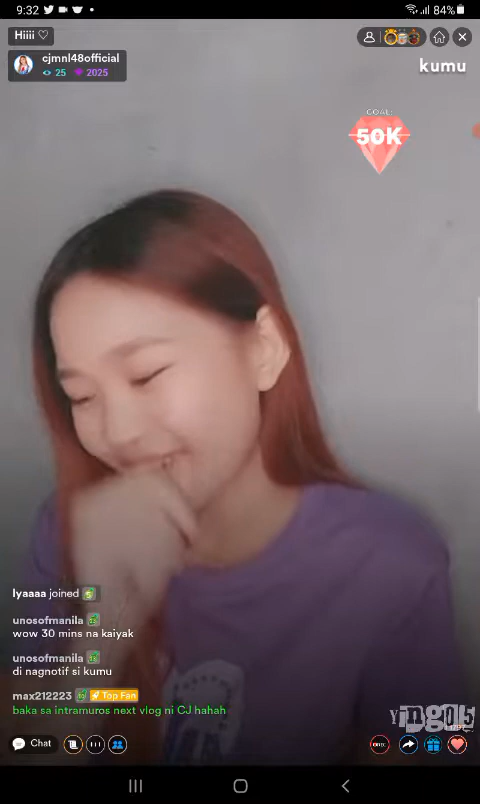 9:32
84%
Hiiii ♡
cjmnl48official
25 2025
kumu
GOAL:
50K
Iyaaaa joined
unosofmanila
wow 30 mins na kaiyak
unosofmanila
di nagnotif si kumu
max212223 Top Fan
baka sa intramuros next vlog ni CJ hahah
Chat